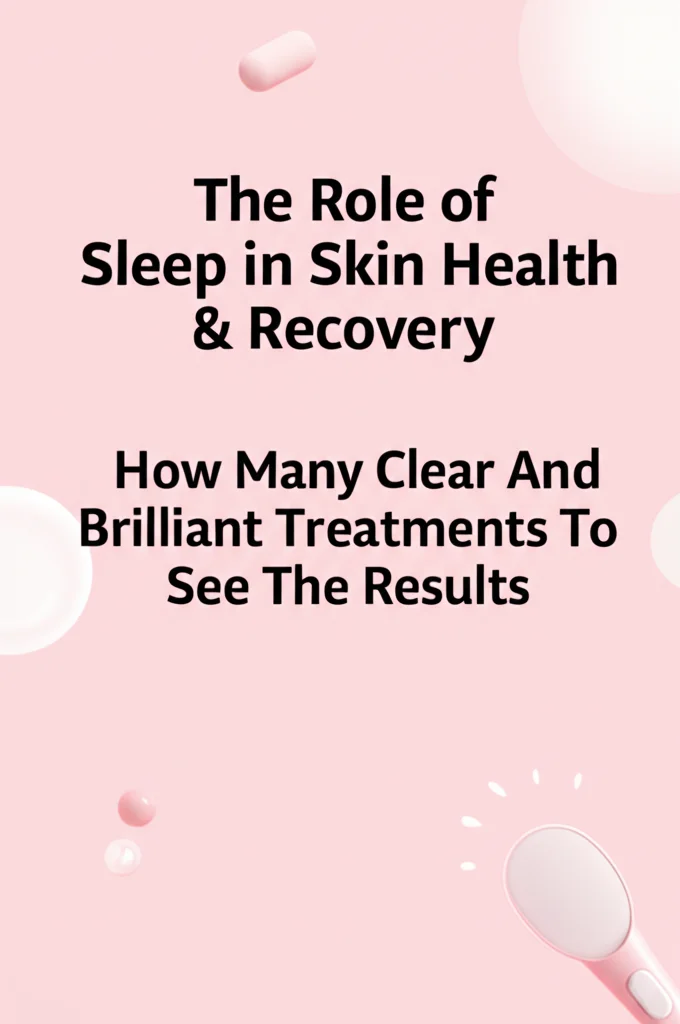 The Role of
Sleep in Skin Health
& Recovery
How Many Clear And
Brilliant Treatments To
See The Results